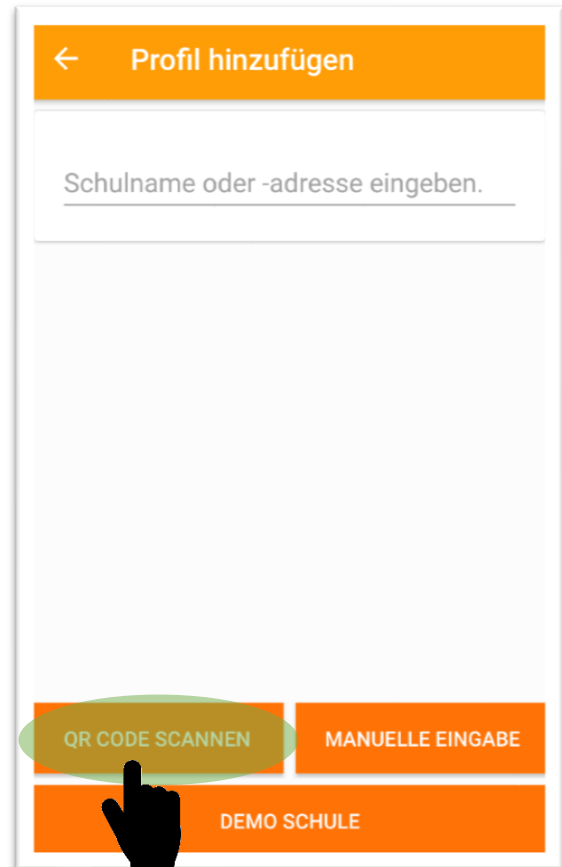 Profil hinzufügen
Schulname oder -adresse eingeben.
QR CODE SCANNEN
MANUELLE EINGABE
DEMO SCHULE